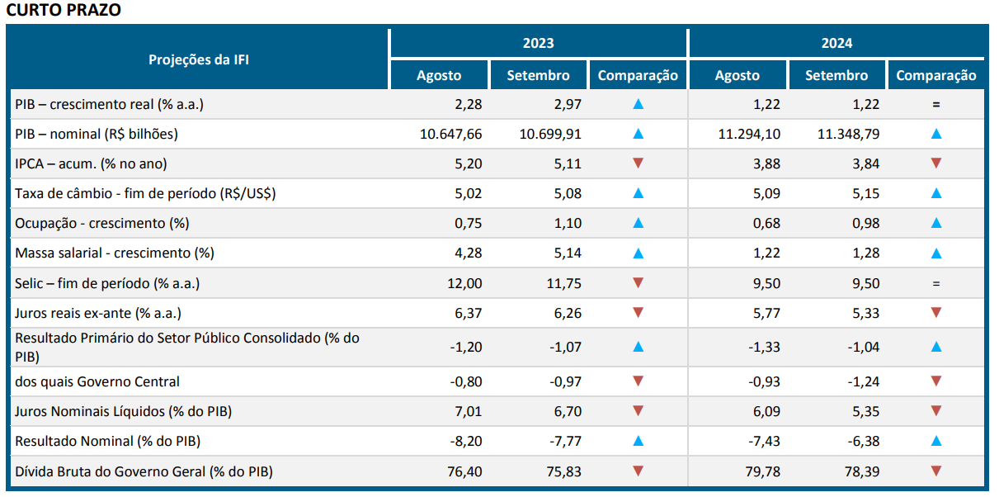 CURTO PRAZO
Projeções da IFI 2023 2024
Agosto Setembro Comparação Agosto Setembro Comparação
PIB – crescimento real (% a.a.) 2,28 2,97 ▲ 1,22 1,22 =
PIB – nominal (R$ bilhões) 10.647,66 10.699,91 ▲ 11.294,10 11.348,79 ▲
IPCA – acum. (% no ano) 5,20 5,11 ▼ 3,88 3,84 ▼
Taxa de câmbio - fim de período (R$/US$) 5,02 5,08 ▲ 5,09 5,15 ▲
Ocupação - crescimento (%) 0,75 1,10 ▲ 0,68 0,98 ▲
Massa salarial - crescimento (%) 4,28 5,14 ▲ 1,22 1,28 ▲
Selic – fim de período (% a.a.) 12,00 11,75 ▼ 9,50 9,50 =
Juros reais ex-ante (% a.a.) 6,37 6,26 ▼ 5,77 5,33 ▼
Resultado Primário do Setor Público Consolidado (% do
PIB) -1,20 -1,07 ▲ -1,33 -1,04 ▲
dos quais Governo Central -0,80 -0,97 ▼ -0,93 -1,24 ▼
Juros Nominais Líquidos (% do PIB) 7,01 6,70 ▼ 6,09 5,35 ▼
Resultado Nominal (% do PIB) -8,20 -7,77 ▲ -7,43 -6,38 ▲
Dívida Bruta do Governo Geral (% do PIB) 76,40 75,83 ▼ 79,78 78,39 ▼